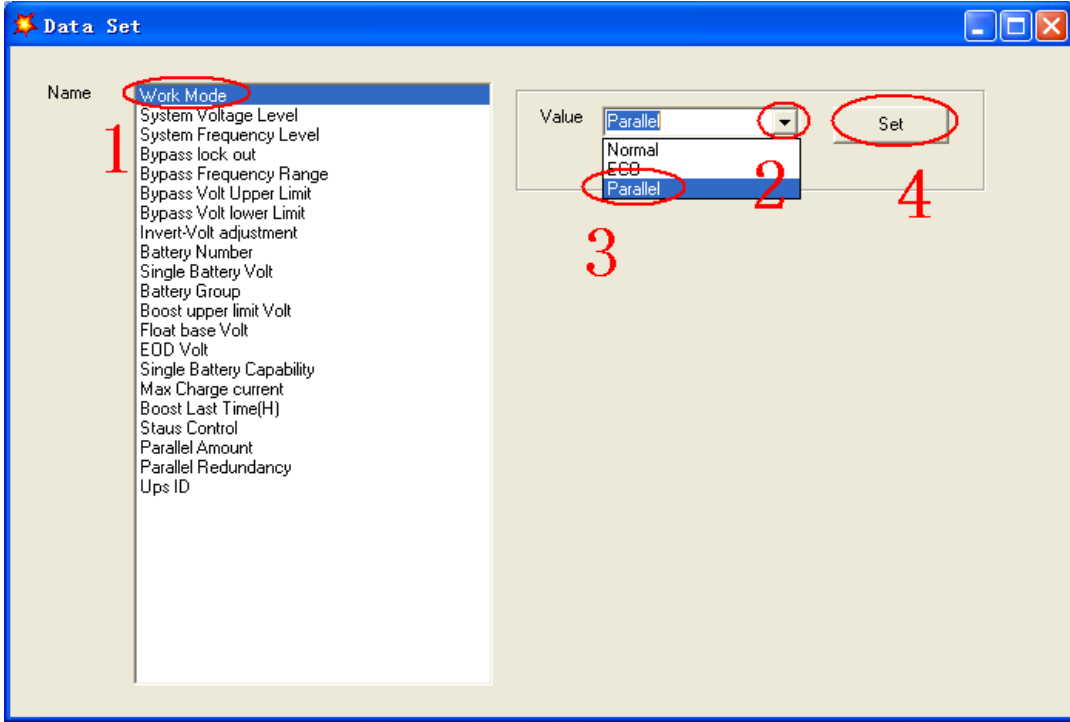 Data Set
Name
Work Mode
System Voltage Level
System Frequency Level
Bypass lock out
Bypass Frequency Range
Bypass Volt Upper Limit
Bypass Volt lower Limit
Invert-Volt adjustment
Battery Number
Single Battery Volt
Battery Group
Boost upper limit Volt
Float base Volt
EOD Volt
Single Battery Capability
Max Charge current
Boost Last Time(H)
Staus Control
Parallel Amount
Parallel Redundancy
Ups ID
1
Value
Parallel
Normal
ECO
Parallel
2
3
Set
4